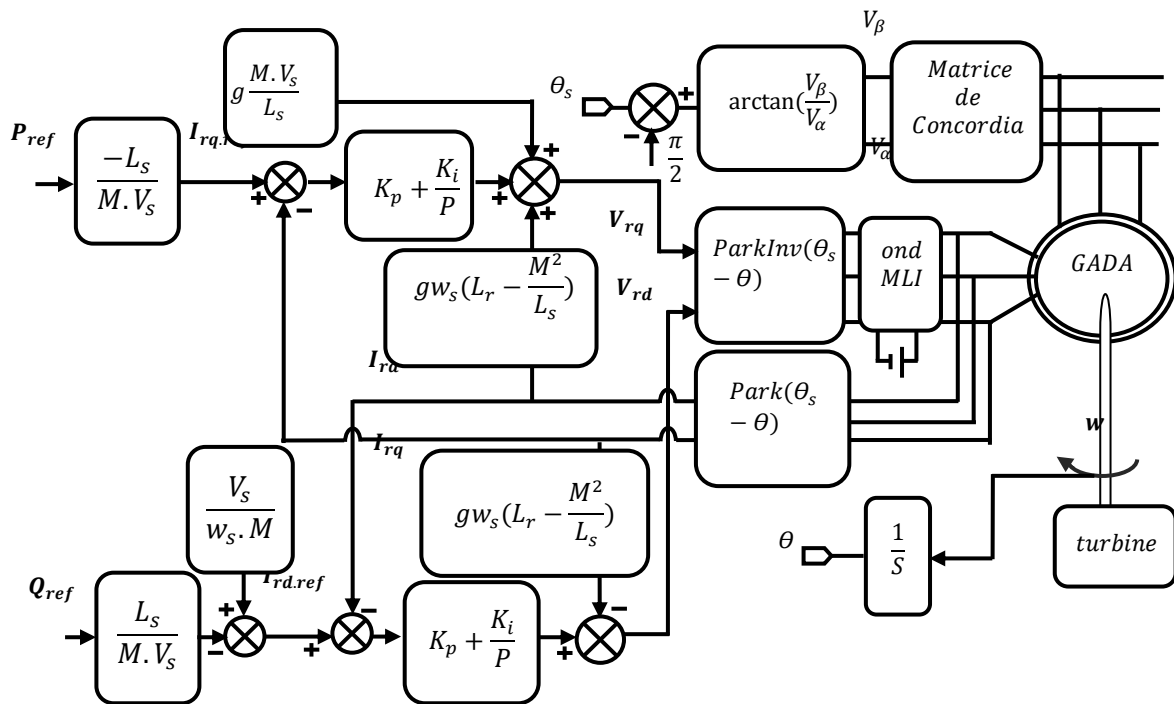 V_β
g M.V_s / L_s
θ_s
+
−
π/2
arctan(V_β/V_α)
V_α
Matrice
de
Concordia
P_ref
−L_s / M.V_s
I_rq.r
+
−
K_p + K_i/P
+
+
+
V_rq
V_rd
ParkInv(θ_s
− θ)
ond
MLI
GADA
gw_s(L_r − M²/L_s)
I_rd
Park(θ_s
− θ)
w
I_rq
V_s / w_s.M
gw_s(L_r − M²/L_s)
θ
1/S
turbine
Q_ref
L_s / M.V_s
I_rd.ref
+
−
−
+
K_p + K_i/P
−
+